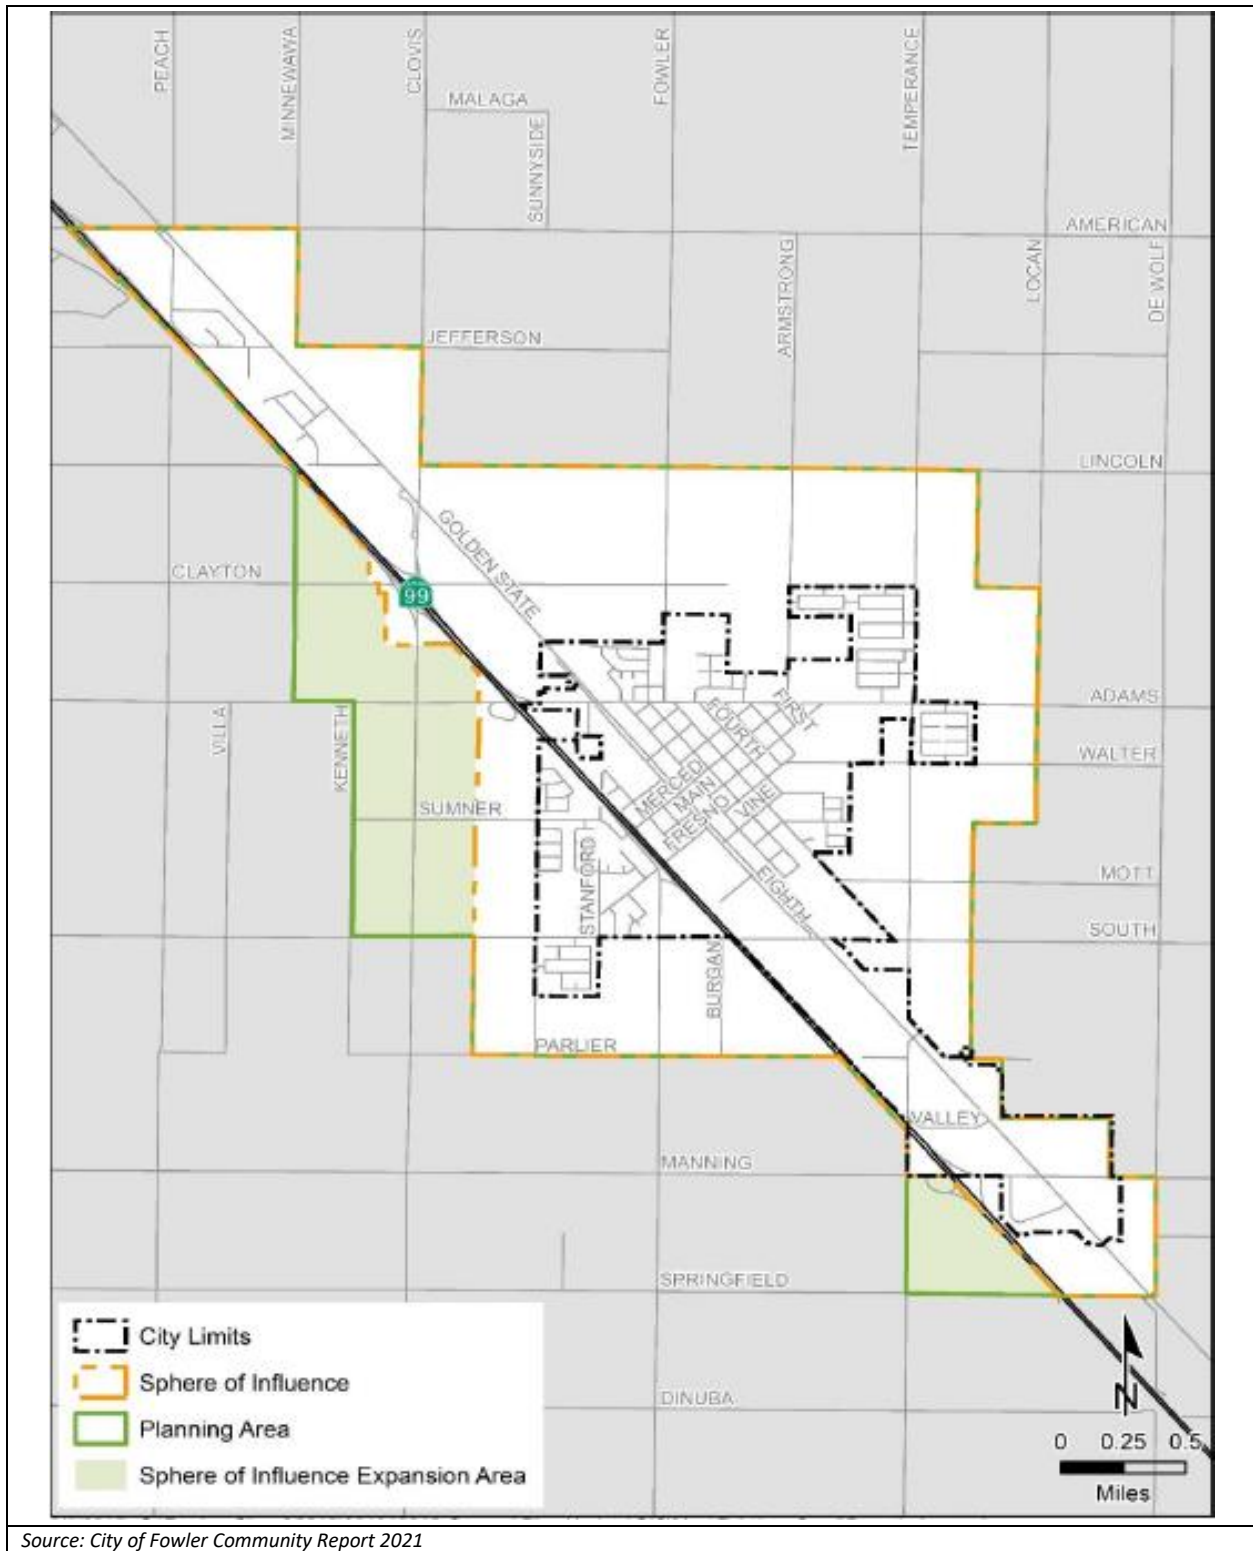 PEACH
MINNEWAWA
CLOVIS
FOWLER
TEMPERANCE
MALAGA
SUNNYSIDE
AMERICAN
ARMSTRONG
LOCAN
DE WOLF
JEFFERSON
LINCOLN
GOLDEN STATE
CLAYTON
99
ADAMS
FIRST
FOURTH
VILLA
KENNETH
WALTER
MERCED
MAIN
FRESNO
VINE
SUMNER
STANFORD
EIGHTH
MOTT
SOUTH
BURGAN
PARLIER
VALLEY
MANNING
SPRINGFIELD
City Limits
Sphere of Influence
Planning Area
Sphere of Influence Expansion Area
DINUBA
N
0 0.25 0.5
Miles
Source: City of Fowler Community Report 2021